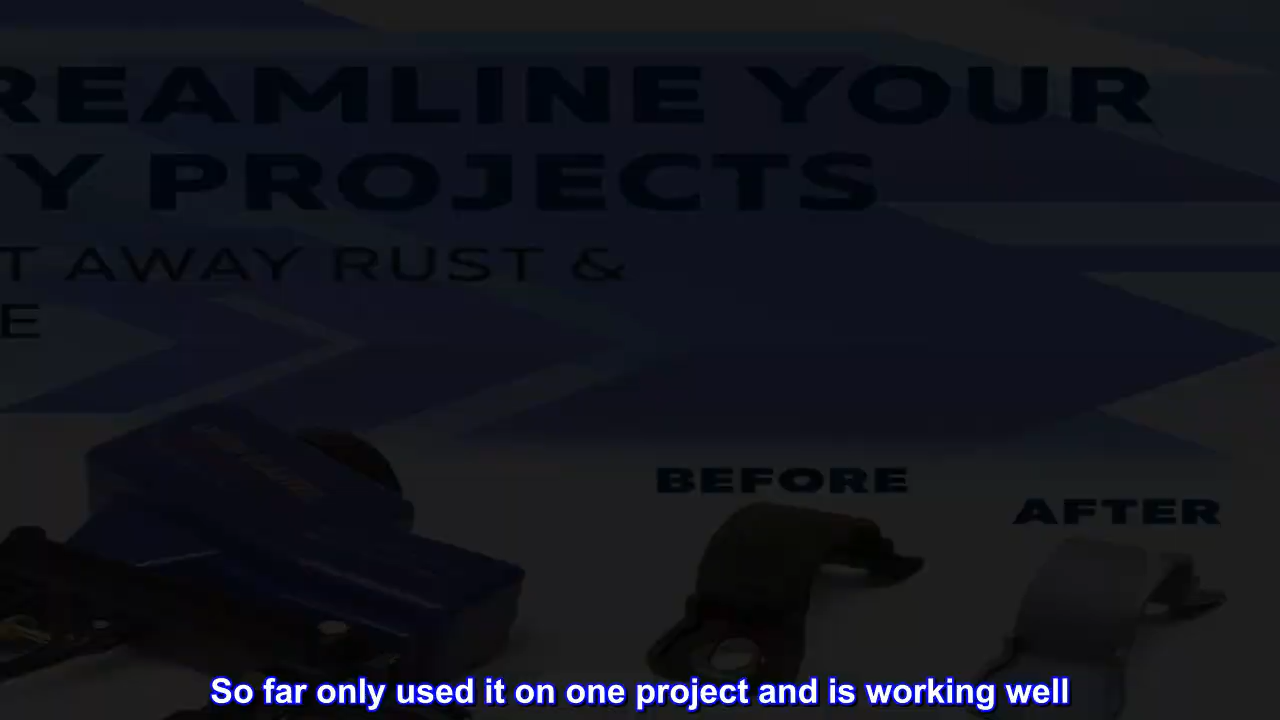 REAMLINE YOUR
Y PROJECTS
T AWAY RUST &
E
BEFORE
AFTER
So far only used it on one project and is working well